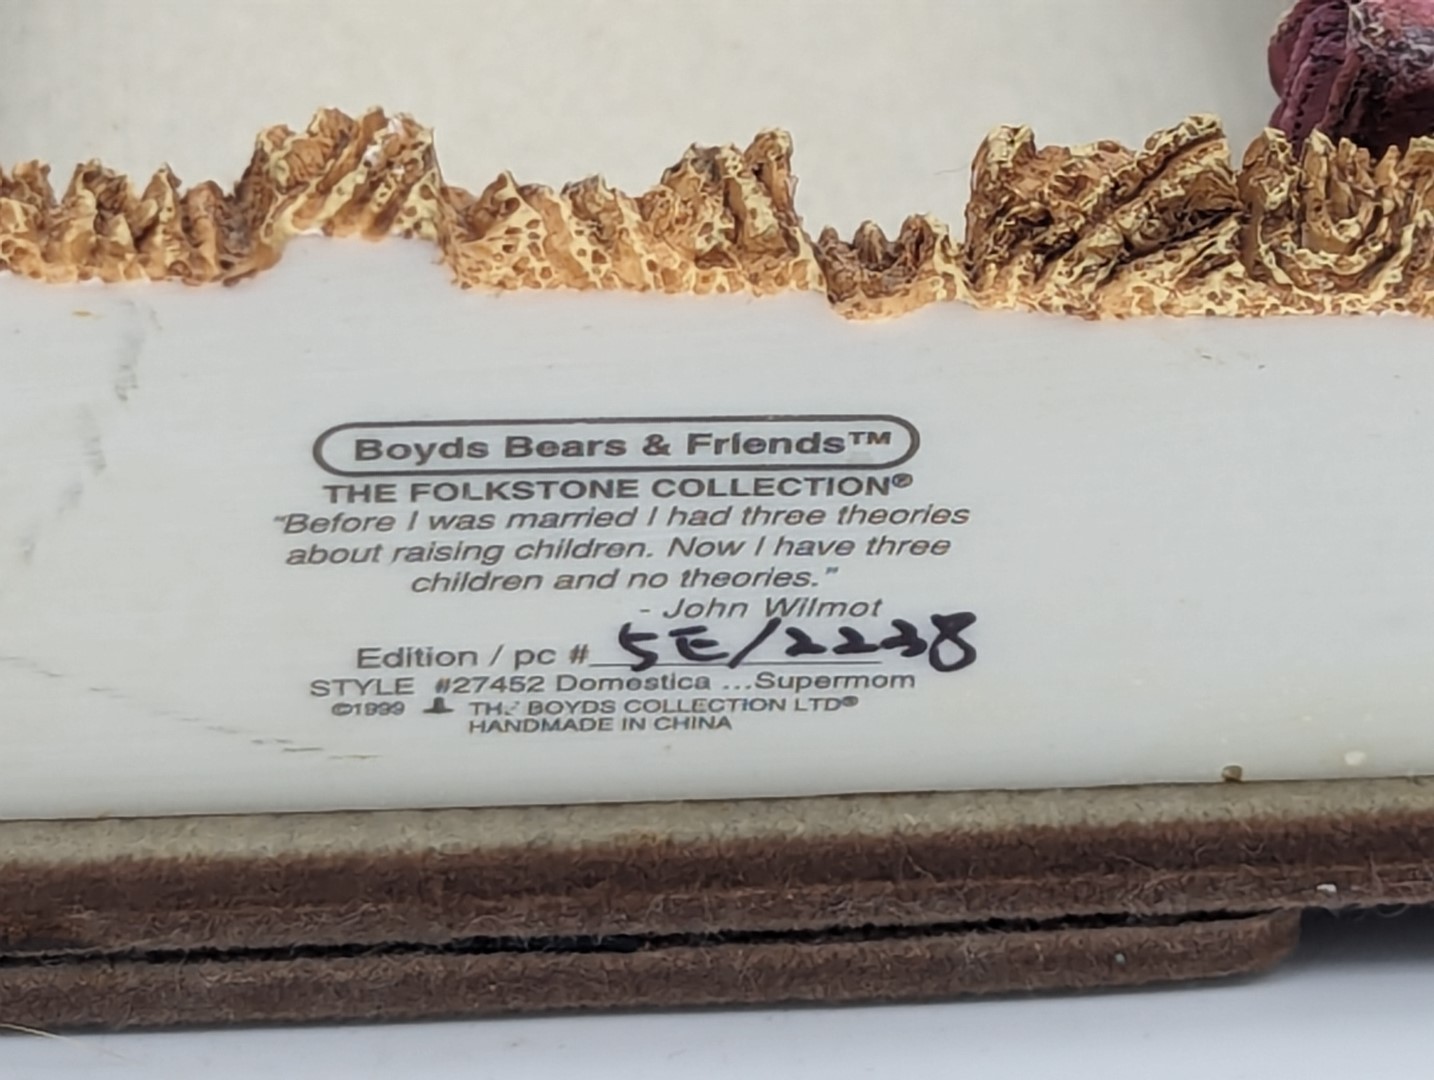 Boyds Bears & Friends™
THE FOLKSTONE COLLECTION®
"Before I was married I had three theories
about raising children. Now I have three
children and no theories."
- John Wilmot
Edition / pc # 5E/2238
STYLE #27452 Domestica ...Supermom
©1999 THE BOYDS COLLECTION LTD®
HANDMADE IN CHINA